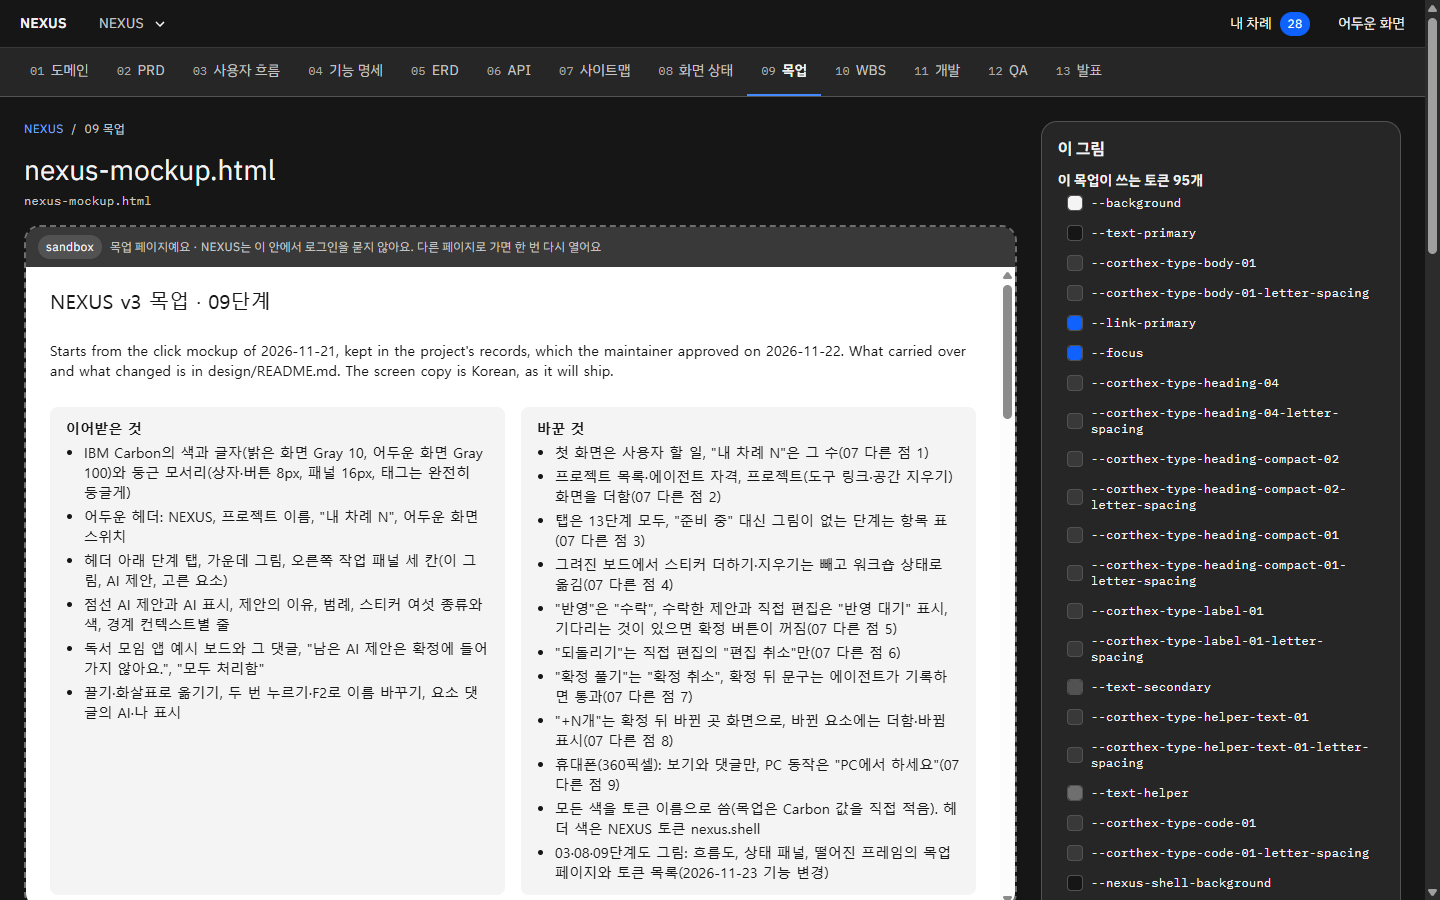 NEXUS NEXUS 내 차례 28 어두운 화면
01 도메인 02 PRD 03 사용자 흐름 04 기능 명세 05 ERD 06 API 07 사이트맵 08 화면 상태 09 목업 10 WBS 11 개발 12 QA 13 발표
NEXUS / 09 목업
nexus-mockup.html
nexus-mockup.html
sandbox 목업 페이지예요 · NEXUS는 이 안에서 로그인을 묻지 않아요. 다른 페이지로 가면 한 번 다시 열어요
NEXUS v3 목업 · 09단계
Starts from the click mockup of 2026-11-21, kept in the project's records, which the maintainer approved on 2026-11-22. What carried over
and what changed is in design/README.md. The screen copy is Korean, as it will ship.
이어받은 것
IBM Carbon의 색과 글자(밝은 화면 Gray 10, 어두운 화면 Gray
100)와 둥근 모서리(상자·버튼 8px, 패널 16px, 태그는 완전히
둥글게)
어두운 헤더: NEXUS, 프로젝트 이름, "내 차례 N", 어두운 화면
스위치
헤더 아래 단계 탭, 가운데 그림, 오른쪽 작업 패널 세 칸(이 그
림, AI 제안, 고른 요소)
점선 AI 제안과 AI 표시, 제안의 이유, 범례, 스티커 여섯 종류와
색, 경계 컨텍스트별 줄
독서 모임 앱 예시 보드와 그 댓글, "남은 AI 제안은 확정에 들어
가지 않아요.", "모두 처리함"
끌기·화살표로 옮기기, 두 번 누르기·F2로 이름 바꾸기, 요소 댓
글의 AI·나 표시
바꾼 것
첫 화면은 사용자 할 일, "내 차례 N"은 그 수(07 다른 점 1)
프로젝트 목록·에이전트 자격, 프로젝트(도구 링크·공간 지우기)
화면을 더함(07 다른 점 2)
탭은 13단계 모두, "준비 중" 대신 그림이 없는 단계는 항목 표
(07 다른 점 3)
그려진 보드에서 스티커 더하기·지우기는 빼고 워크숍 상태로
옮김(07 다른 점 4)
"반영"은 "수락", 수락한 제안과 직접 편집은 "반영 대기" 표시,
기다리는 것이 있으면 확정 버튼이 꺼짐(07 다른 점 5)
"되돌리기"는 직접 편집의 "편집 취소"만(07 다른 점 6)
"확정 풀기"는 "확정 취소", 확정 뒤 문구는 에이전트가 기록하
면 통과(07 다른 점 7)
"+N개"는 확정 뒤 바뀐 곳 화면으로, 바뀐 요소에는 더함·바뀜
표시(07 다른 점 8)
휴대폰(360픽셀): 보기와 댓글만, PC 동작은 "PC에서 하세요"(07
다른 점 9)
모든 색을 토큰 이름으로 씀(목업은 Carbon 값을 직접 적음). 헤
더 색은 NEXUS 토큰 nexus.shell
03·08·09단계도 그림: 흐름도, 상태 패널, 떨어진 프레임의 목업
페이지와 토큰 목록(2026-11-23 기능 변경)
이 그림
이 목업이 쓰는 토큰 95개
--background
--text-primary
--corthex-type-body-01
--corthex-type-body-01-letter-spacing
--link-primary
--focus
--corthex-type-heading-04
--corthex-type-heading-04-letter-
spacing
--corthex-type-heading-compact-02
--corthex-type-heading-compact-02-
letter-spacing
--corthex-type-heading-compact-01
--corthex-type-heading-compact-01-
letter-spacing
--corthex-type-label-01
--corthex-type-label-01-letter-
spacing
--text-secondary
--corthex-type-helper-text-01
--corthex-type-helper-text-01-letter-
spacing
--text-helper
--corthex-type-code-01
--corthex-type-code-01-letter-spacing
--nexus-shell-background